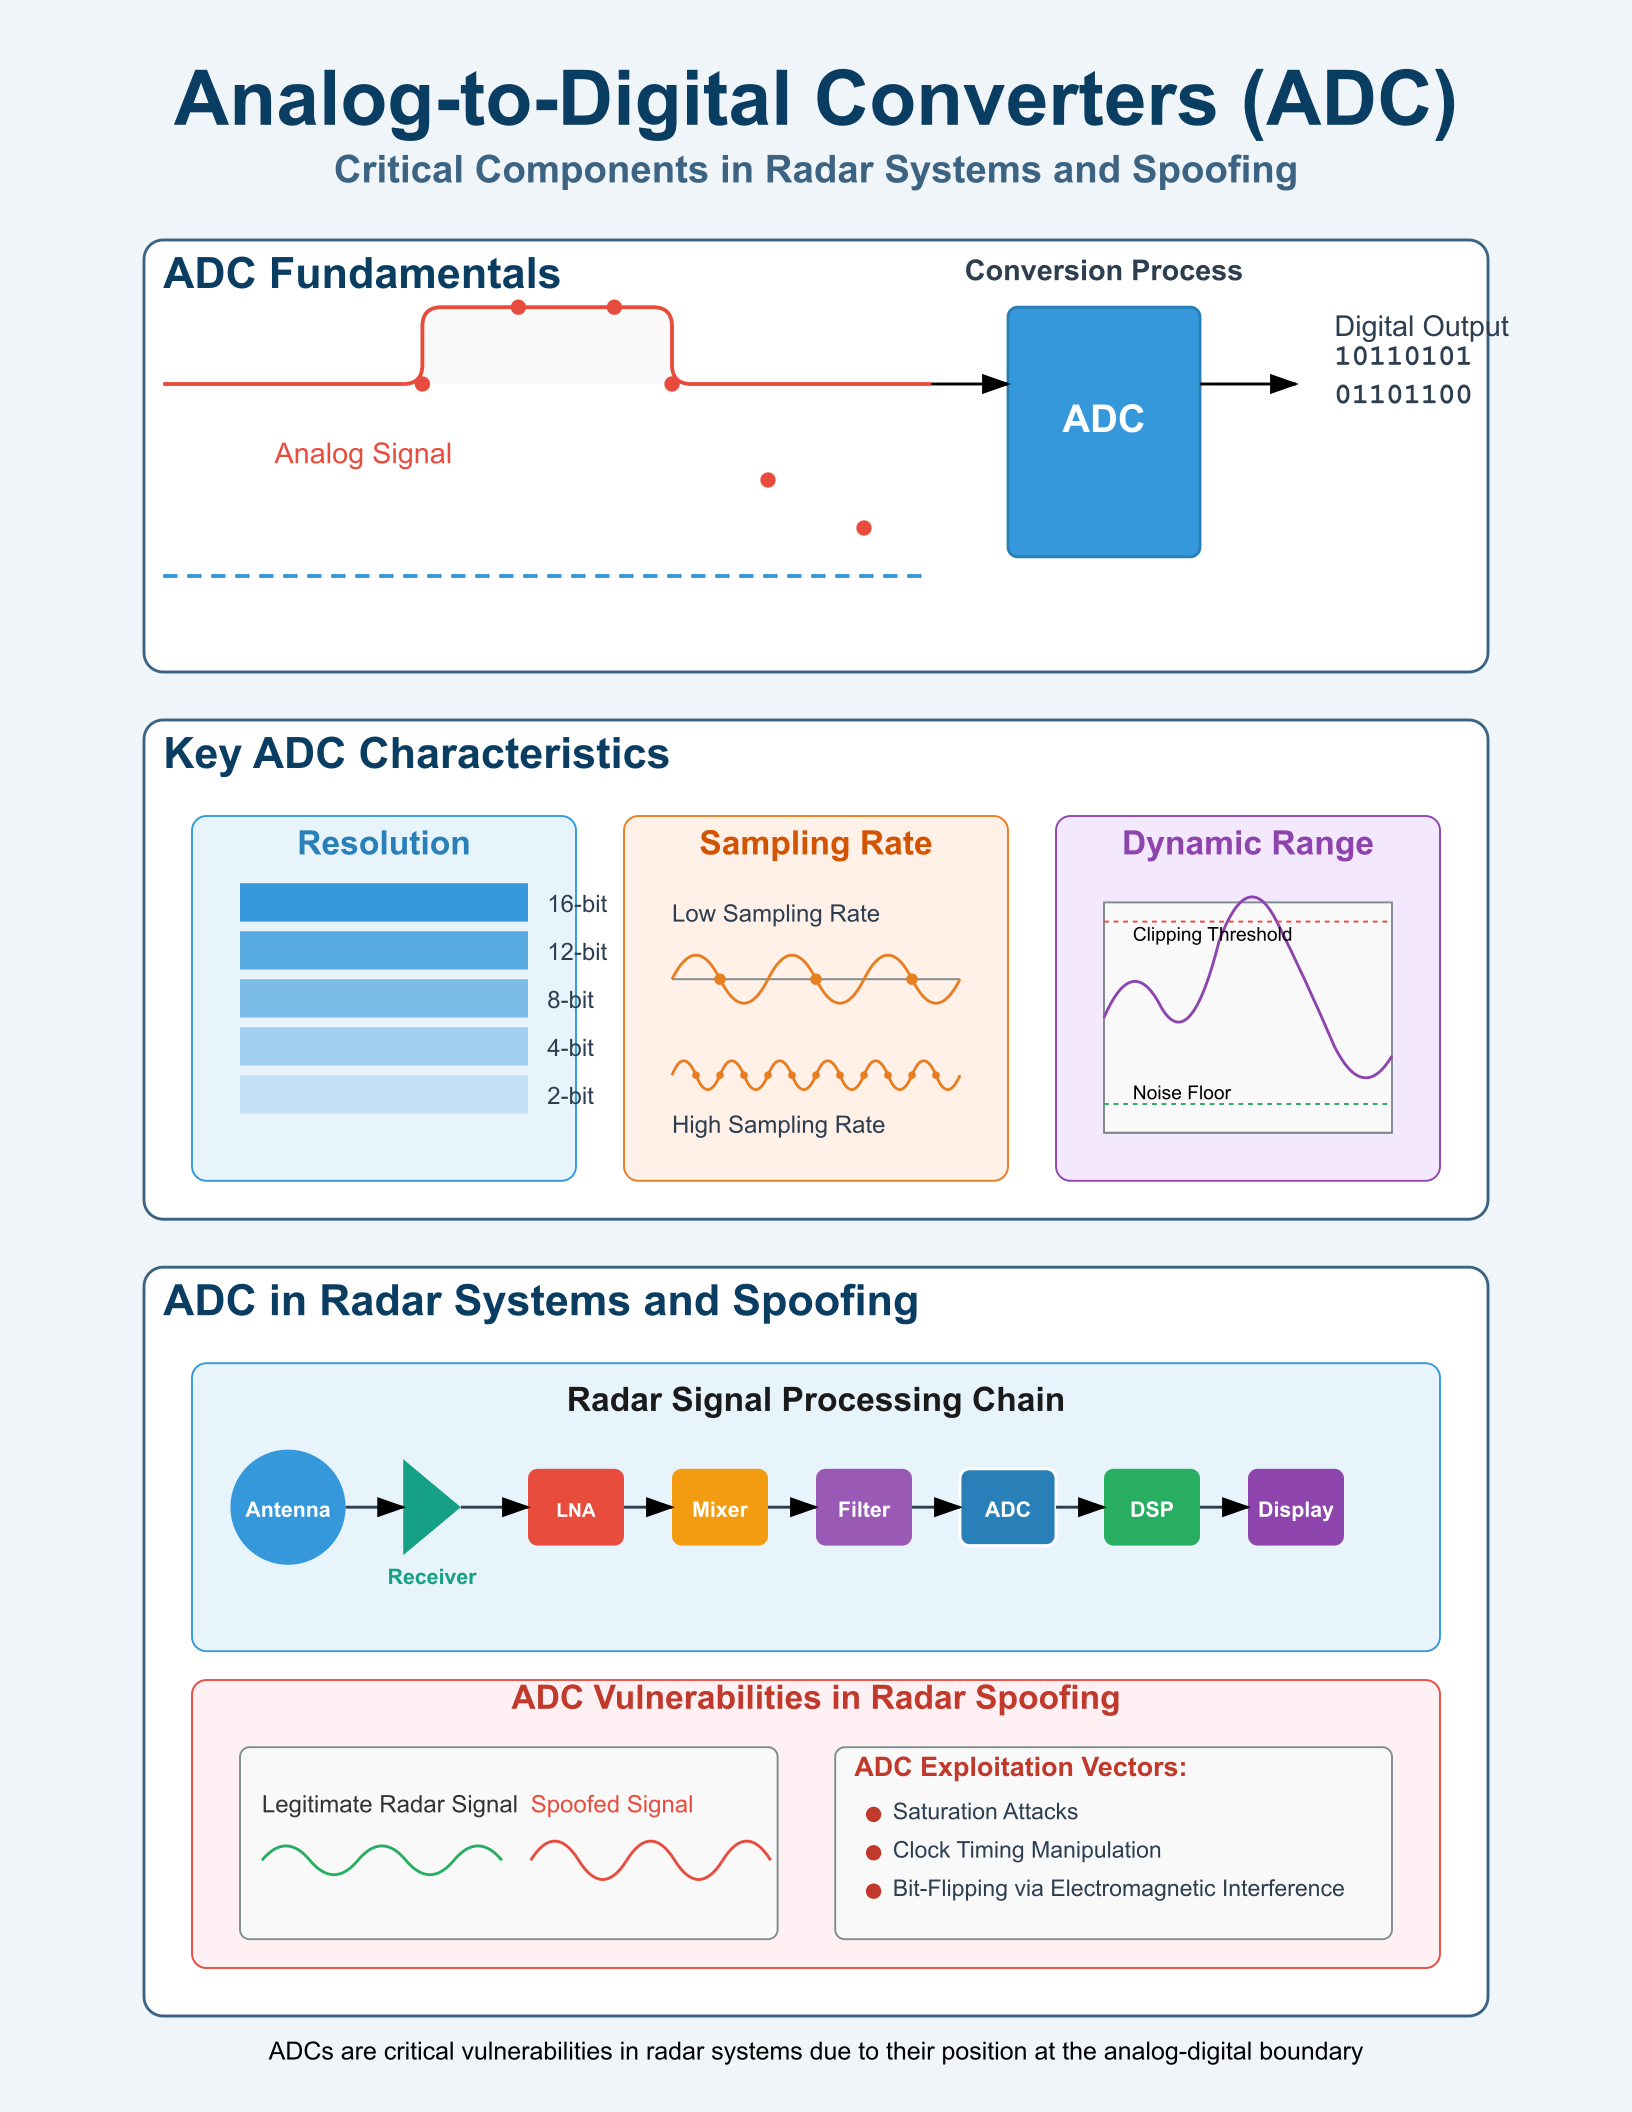 Analog-to-Digital Converters (ADC)
Critical Components in Radar Systems and Spoofing
ADC Fundamentals
Conversion Process
Analog Signal
ADC
Digital Output
10110101
01101100
Key ADC Characteristics
Resolution
16-bit
12-bit
8-bit
4-bit
2-bit
Sampling Rate
Low Sampling Rate
High Sampling Rate
Dynamic Range
Clipping Threshold
Noise Floor
ADC in Radar Systems and Spoofing
Radar Signal Processing Chain
Antenna
Receiver
LNA
Mixer
Filter
ADC
DSP
Display
ADC Vulnerabilities in Radar Spoofing
Legitimate Radar Signal
Spoofed Signal
ADC Exploitation Vectors:
Saturation Attacks
Clock Timing Manipulation
Bit-Flipping via Electromagnetic Interference
ADCs are critical vulnerabilities in radar systems due to their position at the analog-digital boundary